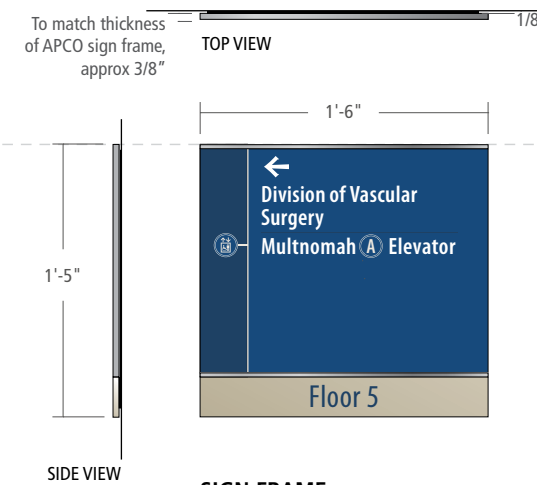 To match thickness
of APCO sign frame,
approx 3/8"
TOP VIEW
1/8
1'-6"
Division of Vascular
Surgery
Multnomah A Elevator
1'-5"
Floor 5
SIDE VIEW
SIGN FRAME